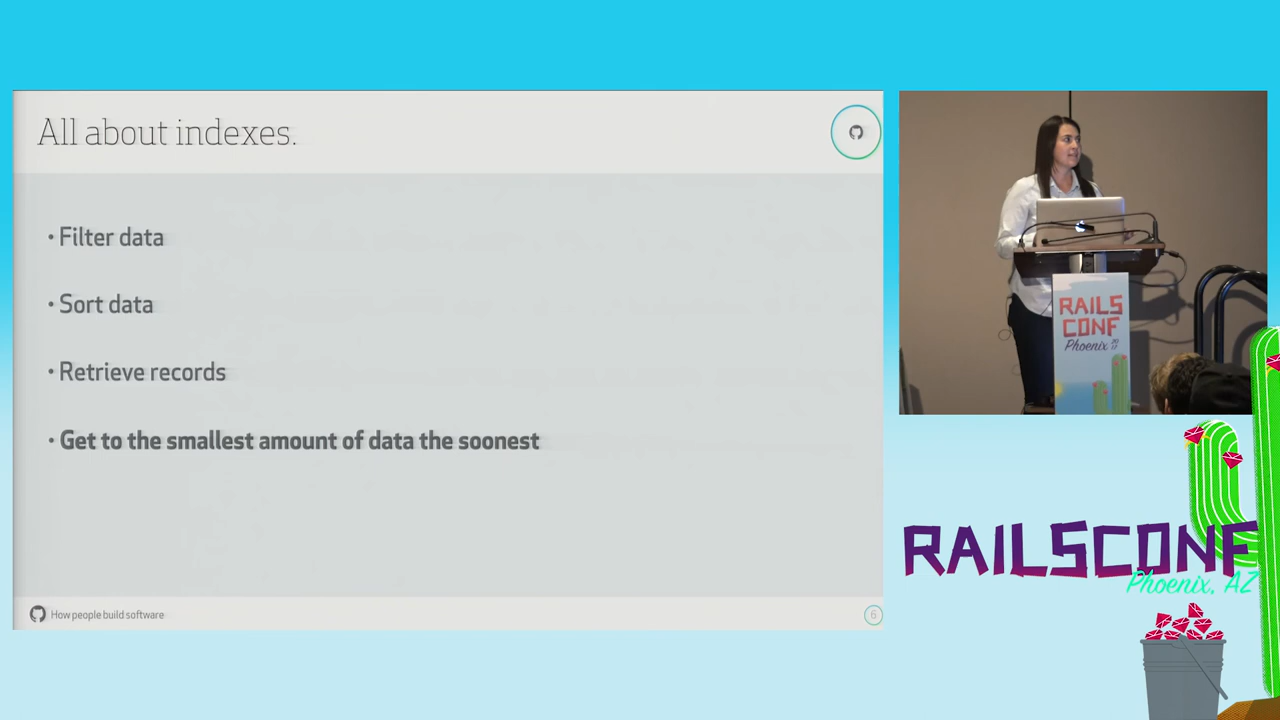 All about indexes.
• Filter data
• Sort data
• Retrieve records
• Get to the smallest amount of data the soonest
How people build software
6
RAILS
CONF
Phoenix
RAILSCONF
Phoenix, AZ